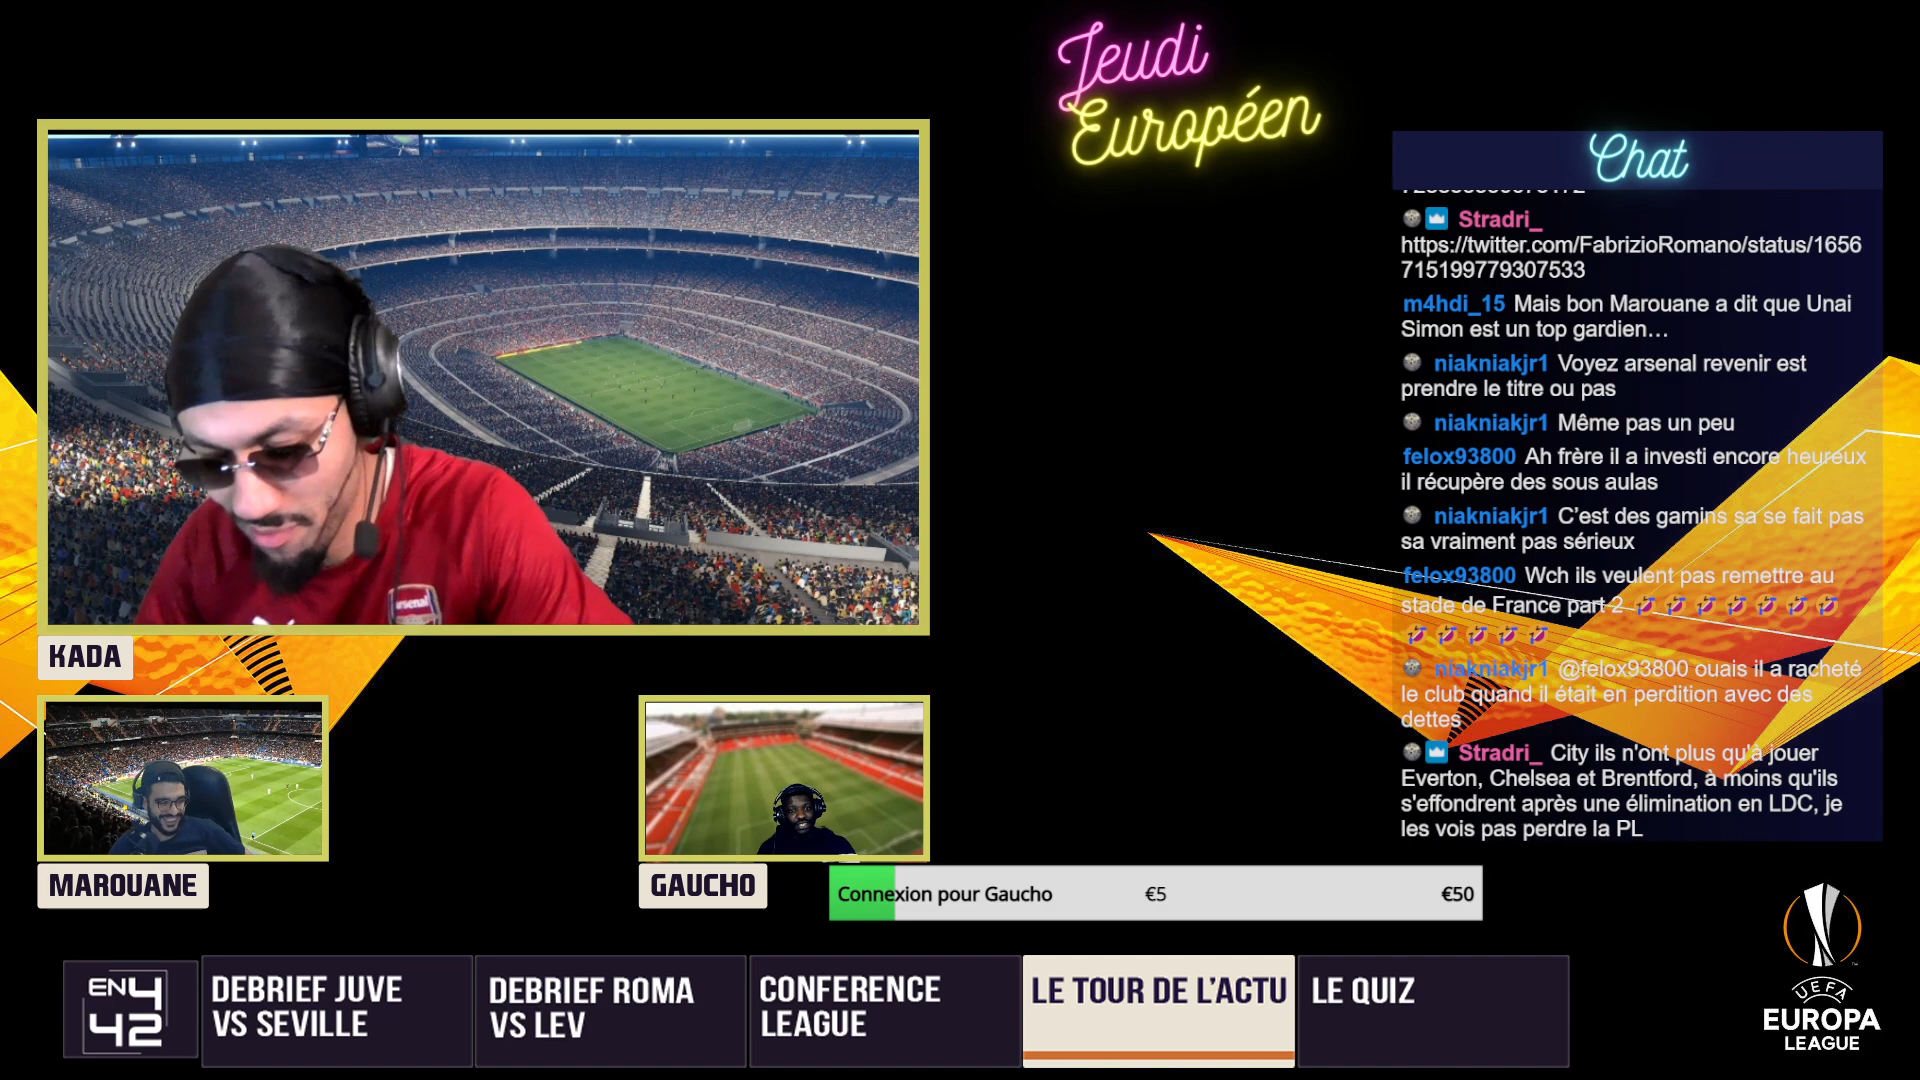 Jeudi
Européen
Chat
Stradri_
https://twitter.com/FabrizioRomano/status/1656
715199779307533
m4hdi_15 Mais bon Marouane a dit que Unai
Simon est un top gardien…
niakniakjr1 Voyez arsenal revenir est
prendre le titre ou pas
niakniakjr1 Même pas un peu
felox93800 Ah frère il a investi encore heureux
il récupère des sous aulas
niakniakjr1 C'est des gamins sa se fait pas
sa vraiment pas sérieux
felox93800 Wch ils veulent pas remettre au
stade de France part 2
niakniakjr1 @felox93800 ouais il a racheté
le club quand il était en perdition avec des
dettes
Stradri_ City ils n'ont plus qu'à jouer
Everton, Chelsea et Brentford, à moins qu'ils
s'effondrent après une élimination en LDC, je
les vois pas perdre la PL
Arsenal
KADA
MAROUANE
GAUCHO
Connexion pour Gaucho €5 €50
EN 4
42
DEBRIEF JUVE
VS SEVILLE
DEBRIEF ROMA
VS LEV
CONFERENCE
LEAGUE
LE TOUR DE L'ACTU
LE QUIZ
UEFA
EUROPA
LEAGUE